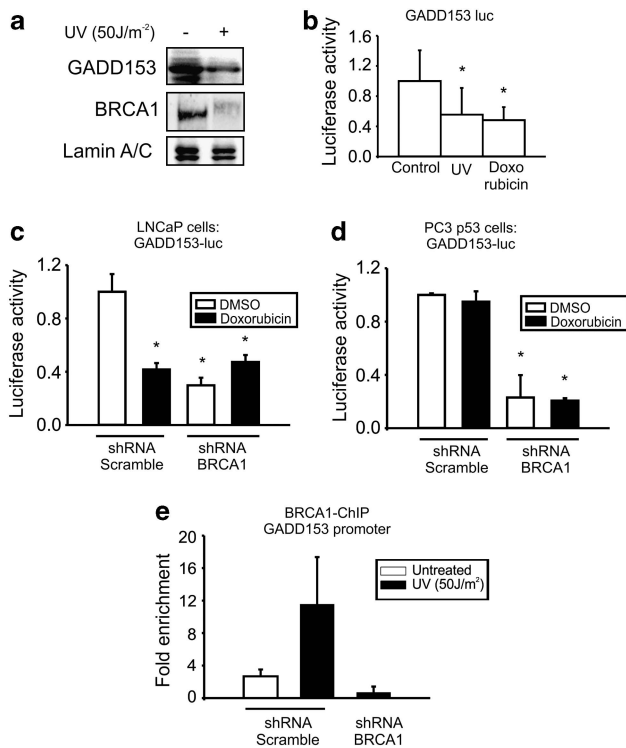 a
UV (50J/m-2)
-
+
GADD153
BRCA1
Lamin A/C
b
GADD153 luc
Luciferase activity
1.6
1.2
0.8
0.4
0.0
*
*
Control
UV
Doxo
rubicin
c
LNCaP cells:
GADD153-luc
Luciferase activity
1.2
0.8
0.4
0.0
DMSO
Doxorubicin
*
*
*
shRNA
Scramble
shRNA
BRCA1
d
PC3 p53 cells:
GADD153-luc
Luciferase activity
1.2
0.8
0.4
0.0
DMSO
Doxorubicin
*
*
shRNA
Scramble
shRNA
BRCA1
e
BRCA1-ChIP
GADD153 promoter
Fold enrichment
20
16
12
8
4
0
Untreated
UV (50J/m²)
shRNA
Scramble
shRNA
BRCA1